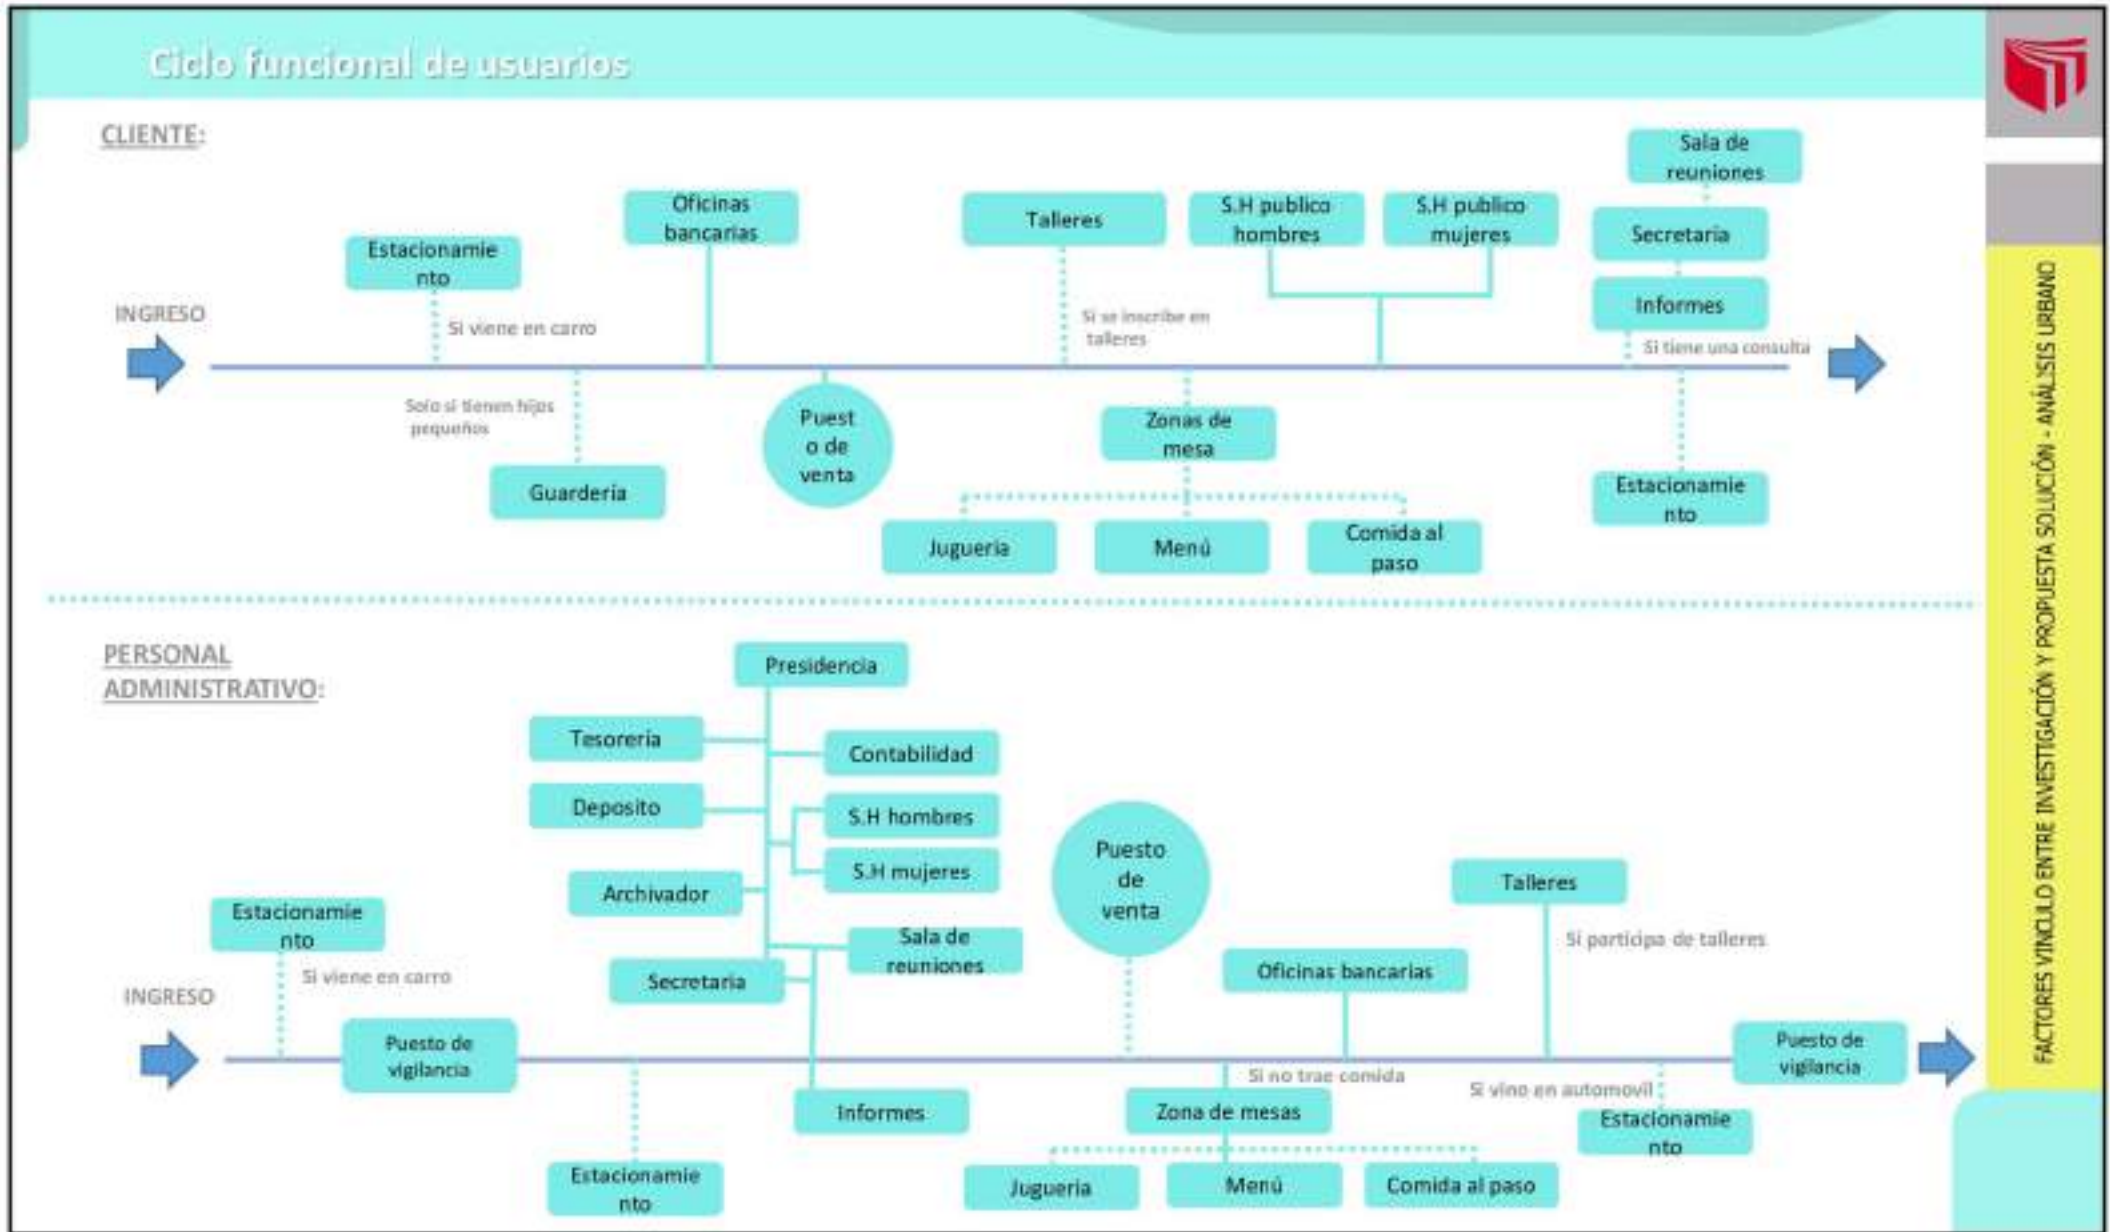 Ciclo funcional de usuarios
CLIENTE:
Sala de
reuniones
Oficinas
bancarias
Talleres
S.H publico
hombres
S.H publico
mujeres
Secretaria
Estacionamie
nto
Informes
INGRESO
Si viene en carro
Si se inscribe en
talleres
Si tiene una consulta
Solo si tienen hijos
pequeños
Puest
o de
venta
Zonas de
mesa
Guardería
Estacionamie
nto
Jugueria
Menú
Comida al
paso
PERSONAL
ADMINISTRATIVO:
Presidencia
Tesorería
Contabilidad
Deposito
S.H hombres
S.H mujeres
Archivador
Puesto
de
venta
Talleres
Estacionamie
nto
Sala de
reuniones
Si participa de talleres
Si viene en carro
Secretaria
Oficinas bancarias
INGRESO
Puesto de
vigilancia
Puesto de
vigilancia
Si no trae comida
Si vino en automovil
Informes
Zona de mesas
Estacionamie
nto
Estacionamie
nto
Jugueria
Menú
Comida al paso
FACTORES VINCULO ENTRE INVESTIGACIÓN Y PROPUESTA SOLUCIÓN - ANÁLISIS URBANO